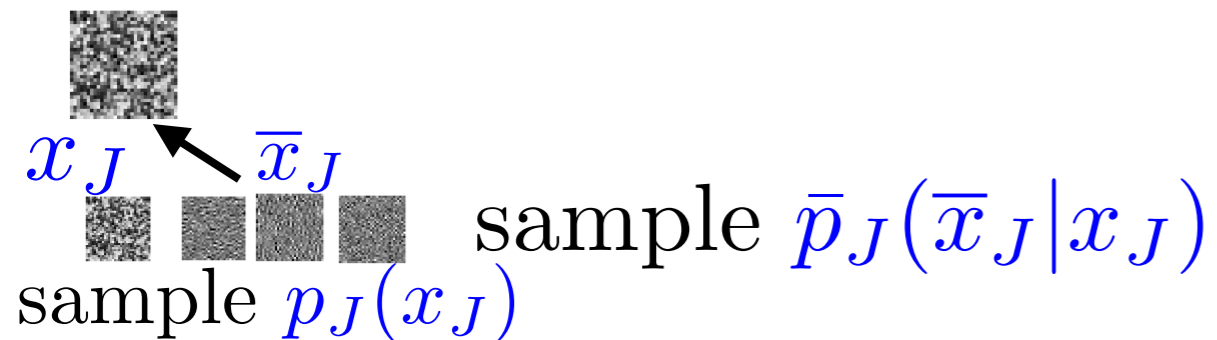 x_J x̄_J
sample p̄_J(x̄_J|x_J)
sample p_J(x_J)